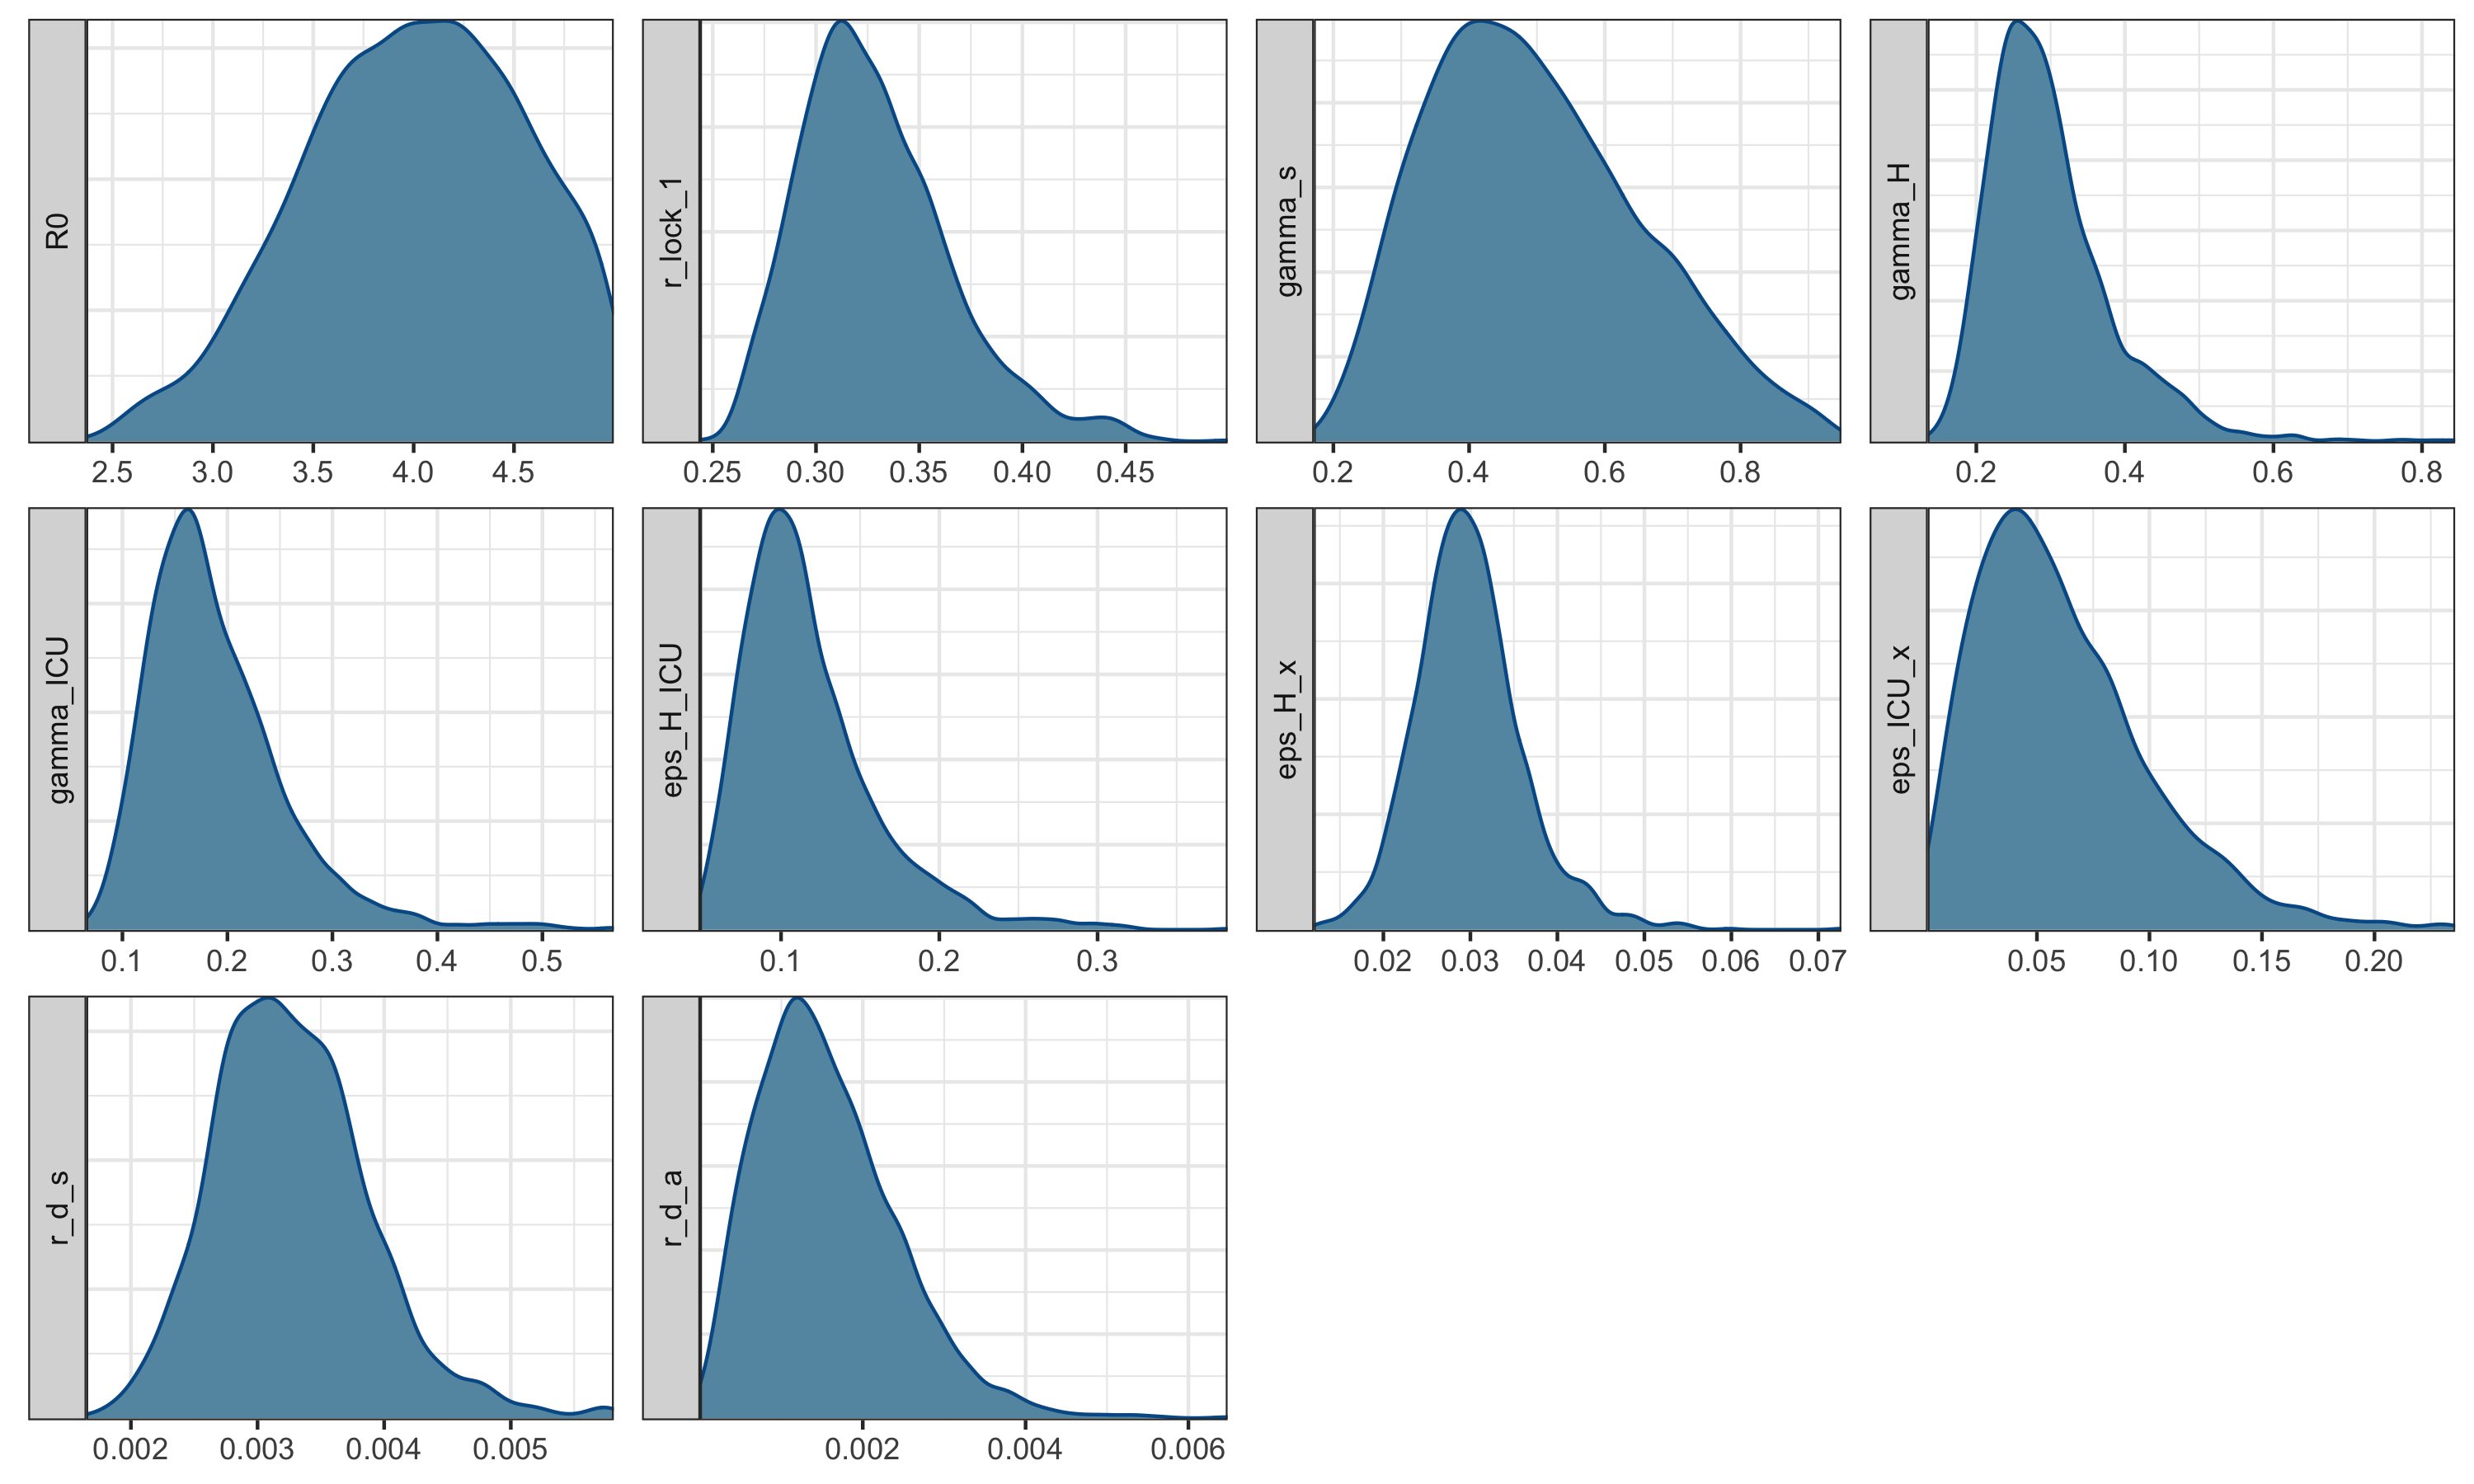 R0
2.5 3.0 3.5 4.0 4.5
r_lock_1
0.25 0.30 0.35 0.40 0.45
gamma_s
0.2 0.4 0.6 0.8
gamma_H
0.2 0.4 0.6 0.8
gamma_ICU
0.1 0.2 0.3 0.4 0.5
eps_H_ICU
0.1 0.2 0.3
eps_H_x
0.02 0.03 0.04 0.05 0.06 0.07
eps_ICU_x
0.05 0.10 0.15 0.20
r_d_s
0.002 0.003 0.004 0.005
r_d_a
0.002 0.004 0.006